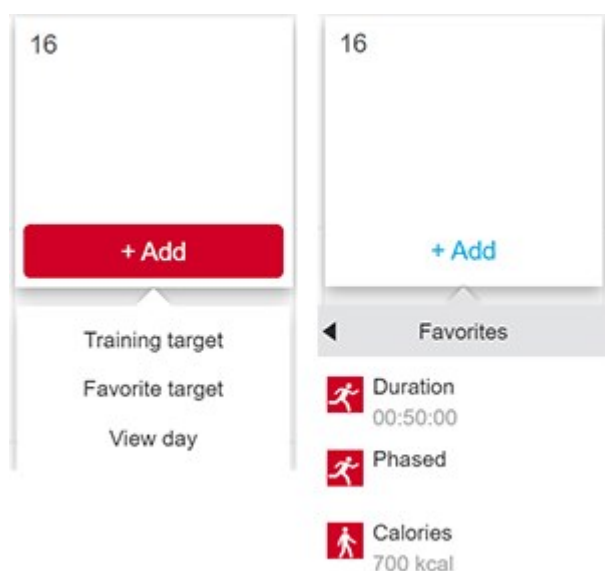 16
+ Add
Training target
Favorite target
View day
16
+ Add
Favorites
Duration
00:50:00
Phased
Calories
700 kcal